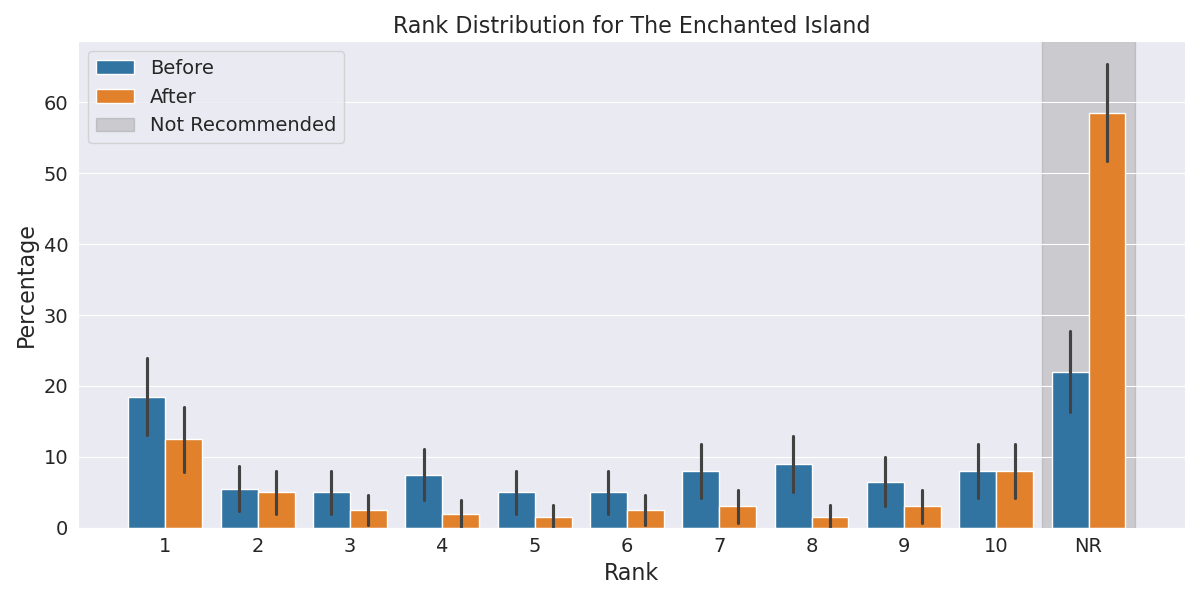 Rank Distribution for The Enchanted Island
Before
After
Not Recommended
Percentage
60
50
40
30
20
10
0
1 2 3 4 5 6 7 8 9 10 NR
Rank